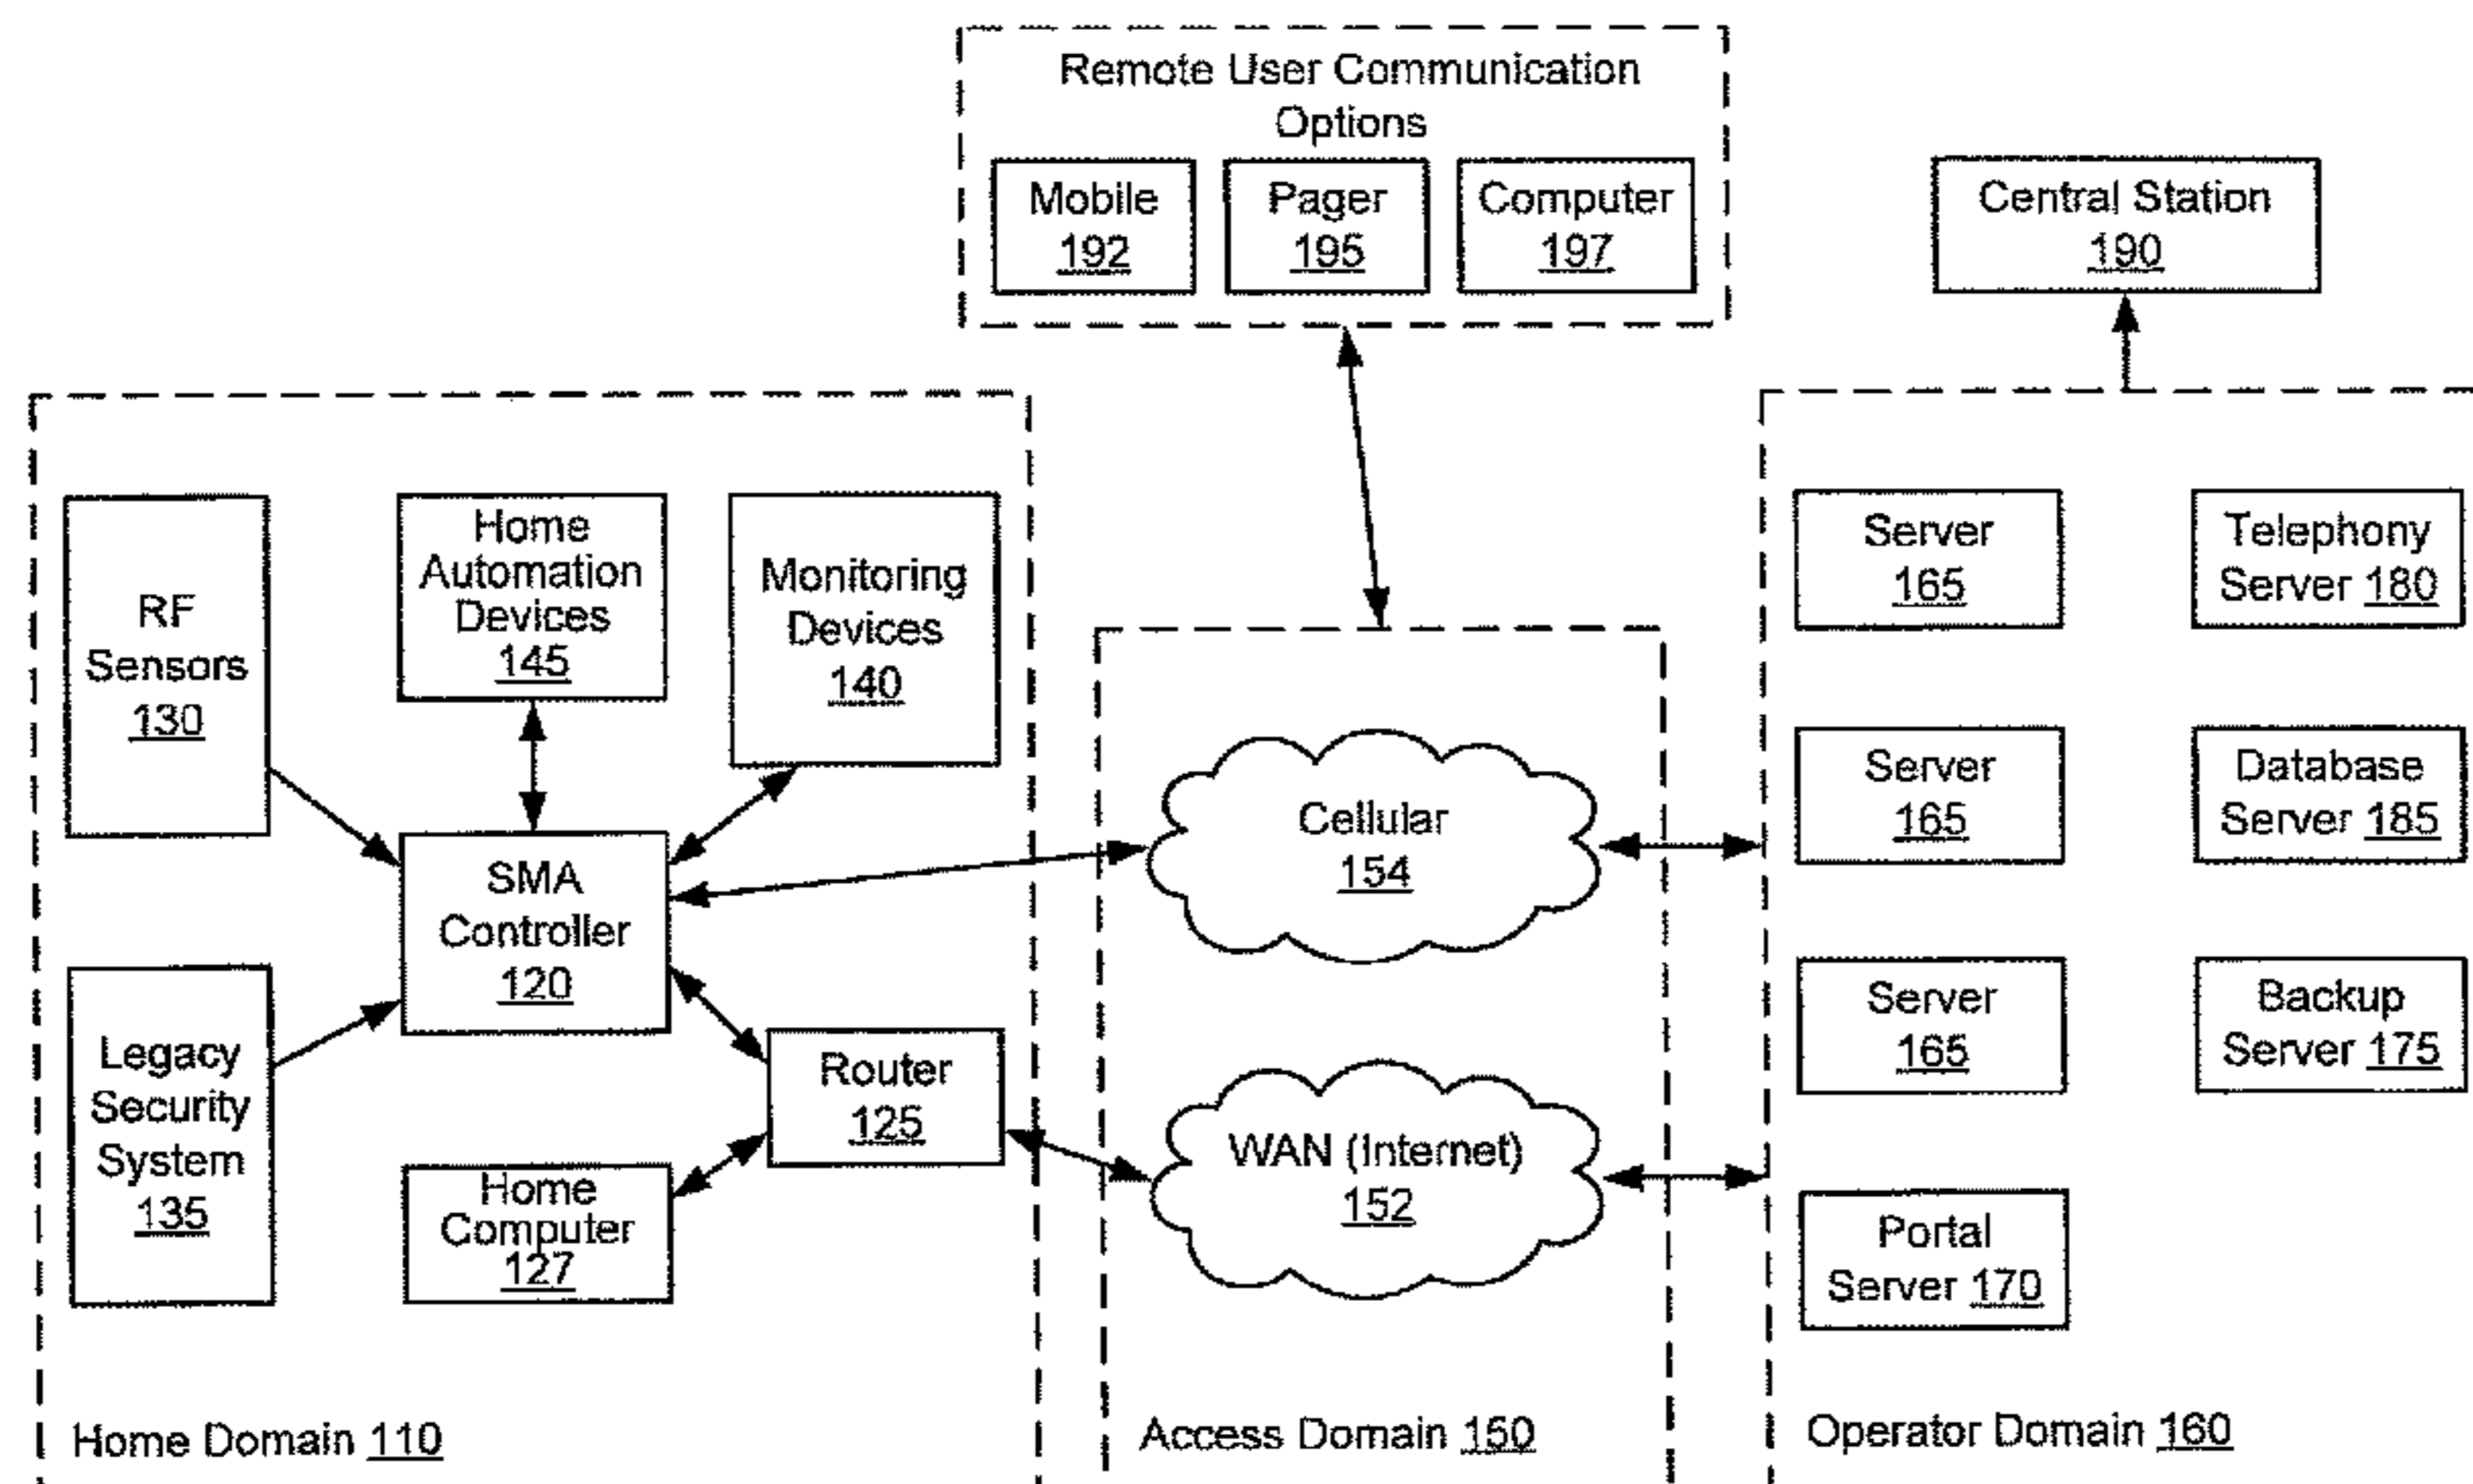 Remote User Communication
Options
Mobile
192
Pager
195
Computer
197
Central Station
190
RF
Sensors
130
Home
Automation
Devices
145
Monitoring
Devices
140
SMA
Controller
120
Legacy
Security
System
135
Home
Computer
127
Router
125
Home Domain 110
Cellular
154
WAN (Internet)
152
Access Domain 150
Server
165
Telephony
Server 180
Server
165
Database
Server 185
Server
165
Backup
Server 175
Portal
Server 170
Operator Domain 160